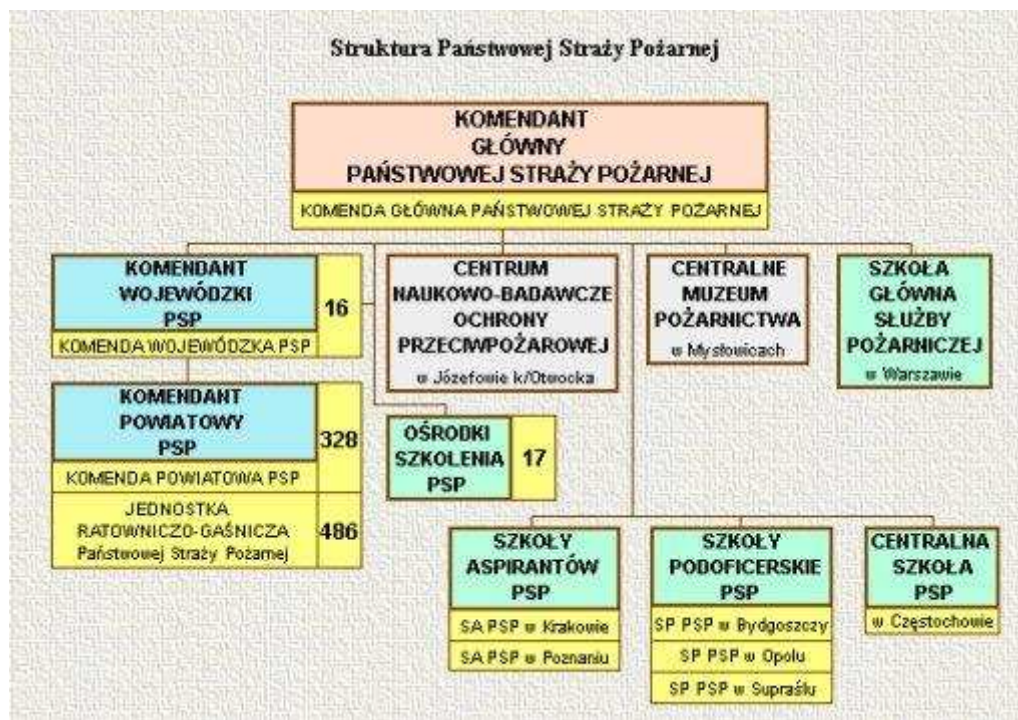 Struktura Państwowej Straży Pożarnej
KOMENDANT
GŁÓWNY
PAŃSTWOWEJ STRAŻY POŻARNEJ
KOMENDA GŁÓWNA PAŃSTWOWEJ STRAŻY POŻARNEJ
KOMENDANT
WOJEWÓDZKI
PSP
16
KOMENDA WOJEWÓDZKA PSP
CENTRUM
NAUKOWO-BADAWCZE
OCHRONY
PRZECIWPOŻAROWEJ
w Józefowie k/Otwocka
CENTRALNE
MUZEUM
POŻARNICTWA
w Mysłowicach
SZKOŁA
GŁÓWNA
SŁUŻBY
POŻARNICZEJ
w Warszawie
KOMENDANT
POWIATOWY
PSP
328
KOMENDA POWIATOWA PSP
JEDNOSTKA
RATOWNICZO-GAŚNICZA
Państwowej Straży Pożarnej
486
OŚRODKI
SZKOLENIA
PSP
17
SZKOŁY
ASPIRANTÓW
PSP
SA PSP w Krakowie
SA PSP w Poznaniu
SZKOŁY
PODOFICERSKIE
PSP
SP PSP w Bydgoszczy
SP PSP w Opolu
SP PSP w Supraślu
CENTRALNA
SZKOŁA
PSP
w Częstochowie